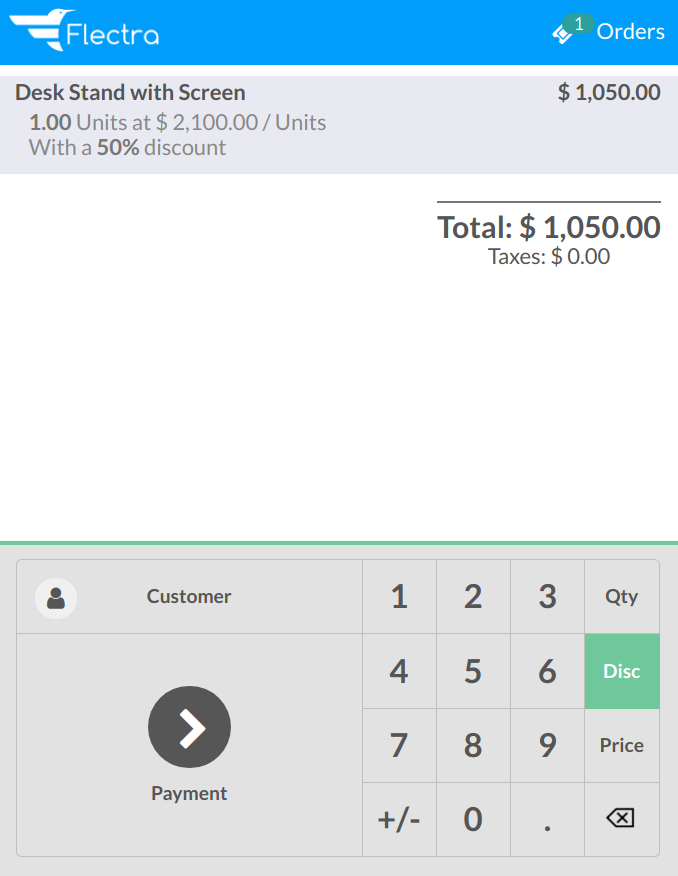 Flectra
1 Orders
Desk Stand with Screen $ 1,050.00
1.00 Units at $ 2,100.00 / Units
With a 50% discount
Total: $ 1,050.00
Taxes: $ 0.00
Customer 1 2 3 Qty
4 5 6 Disc
7 8 9 Price
Payment
+/- 0 .